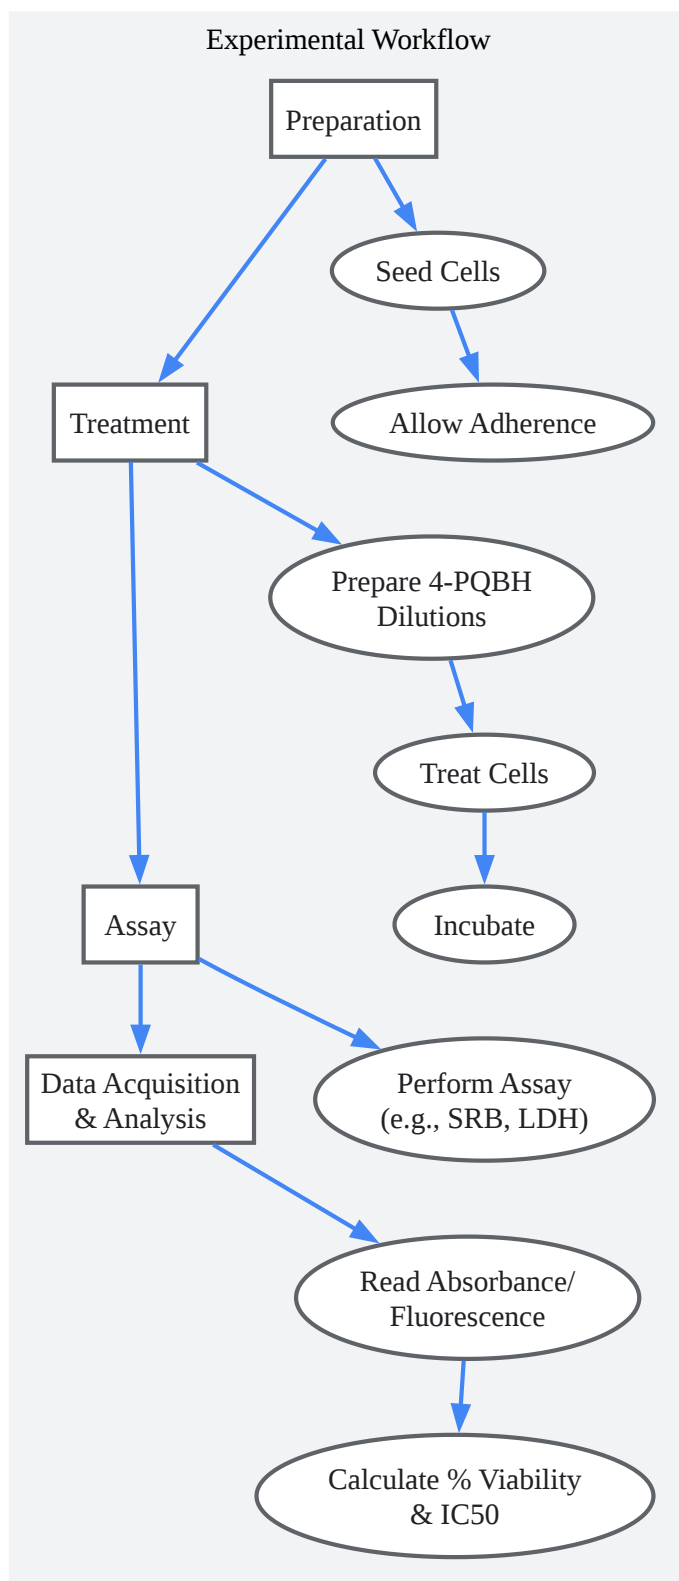 Experimental Workflow
Preparation
Seed Cells
Treatment
Allow Adherence
Prepare 4-PQBH
Dilutions
Treat Cells
Assay
Incubate
Data Acquisition
& Analysis
Perform Assay
(e.g., SRB, LDH)
Read Absorbance/
Fluorescence
Calculate % Viability
& IC50